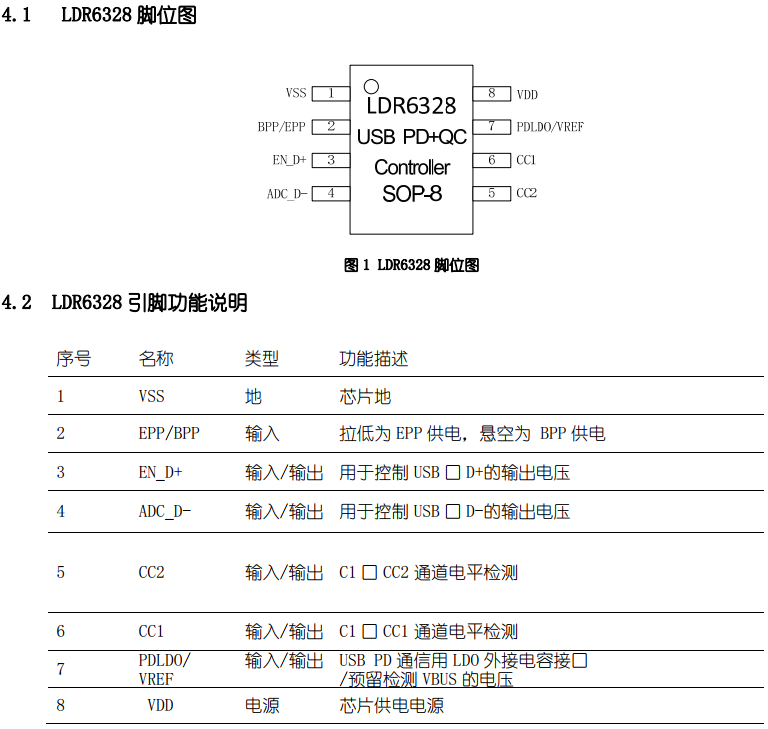 4.1 LDR6328 脚位图
VSS 1
8 VDD
BPP/EPP 2
7 PDLDO/VREF
EN_D+ 3
6 CC1
ADC_D- 4
5 CC2
LDR6328
USB PD+QC
Controller
SOP-8
图 1 LDR6328 脚位图
4.2 LDR6328 引脚功能说明
序号 名称 类型 功能描述
1 VSS 地 芯片地
2 EPP/BPP 输入 拉低为 EPP 供电，悬空为 BPP 供电
3 EN_D+ 输入/输出 用于控制 USB 口 D+的输出电压
4 ADC_D- 输入/输出 用于控制 USB 口 D-的输出电压
5 CC2 输入/输出 C1 口 CC2 通道电平检测
6 CC1 输入/输出 C1 口 CC1 通道电平检测
7 PDLDO/ 输入/输出 USB PD 通信用 LDO 外接电容接口
VREF /预留检测 VBUS 的电压
8 VDD 电源 芯片供电电源